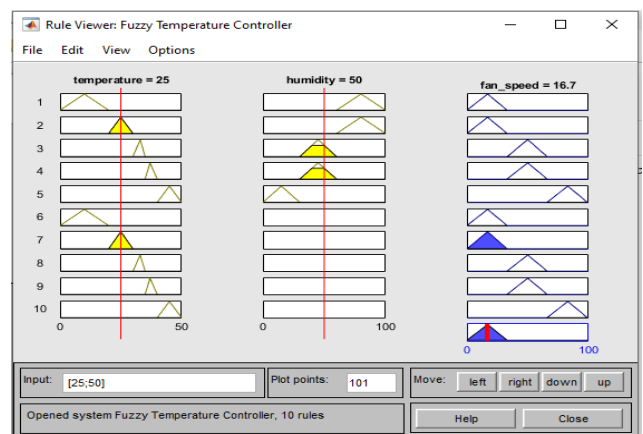 Rule Viewer: Fuzzy Temperature Controller
File Edit View Options
temperature = 25 humidity = 50 fan_speed = 16.7
1
2
3
4
5
6
7
8
9
10
0 50 0 100
0 100
Input: [25;50] Plot points: 101 Move: left right down up
Opened system Fuzzy Temperature Controller, 10 rules Help Close